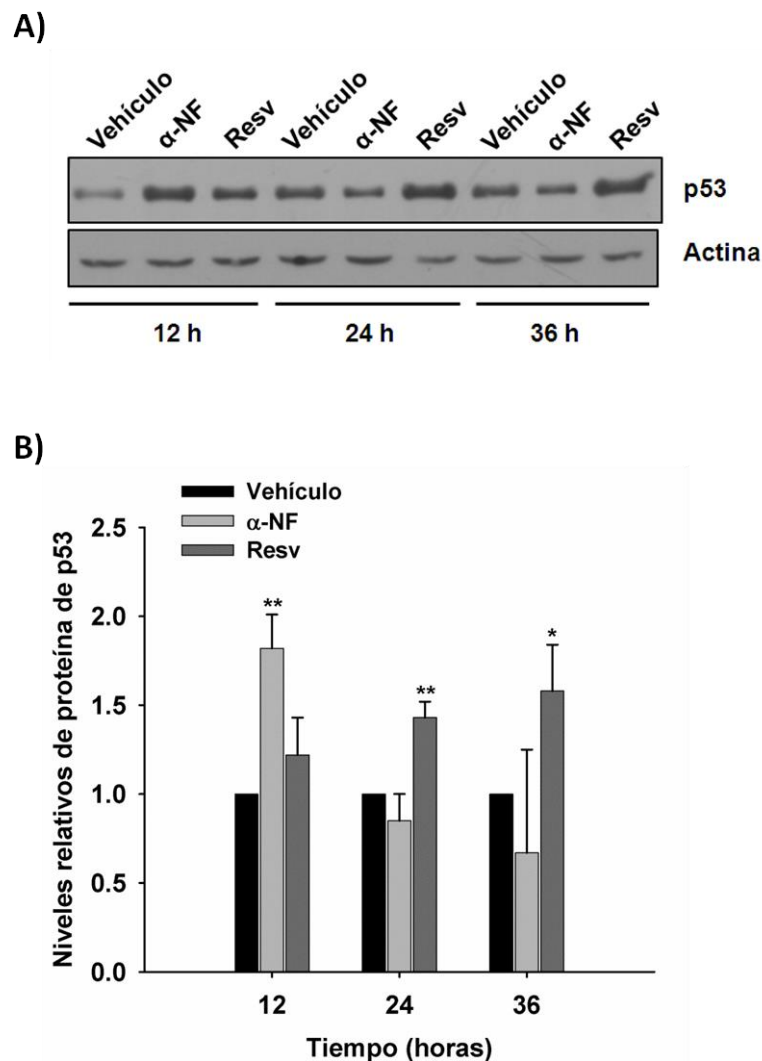 A)
Vehículo α-NF Resv Vehículo α-NF Resv Vehículo α-NF Resv
p53
Actina
12 h 24 h 36 h
B)
Vehículo
α-NF
Resv
Niveles relativos de proteína de p53
2.5
2.0
1.5
1.0
0.5
0.0
** ** *
12 24 36
Tiempo (horas)